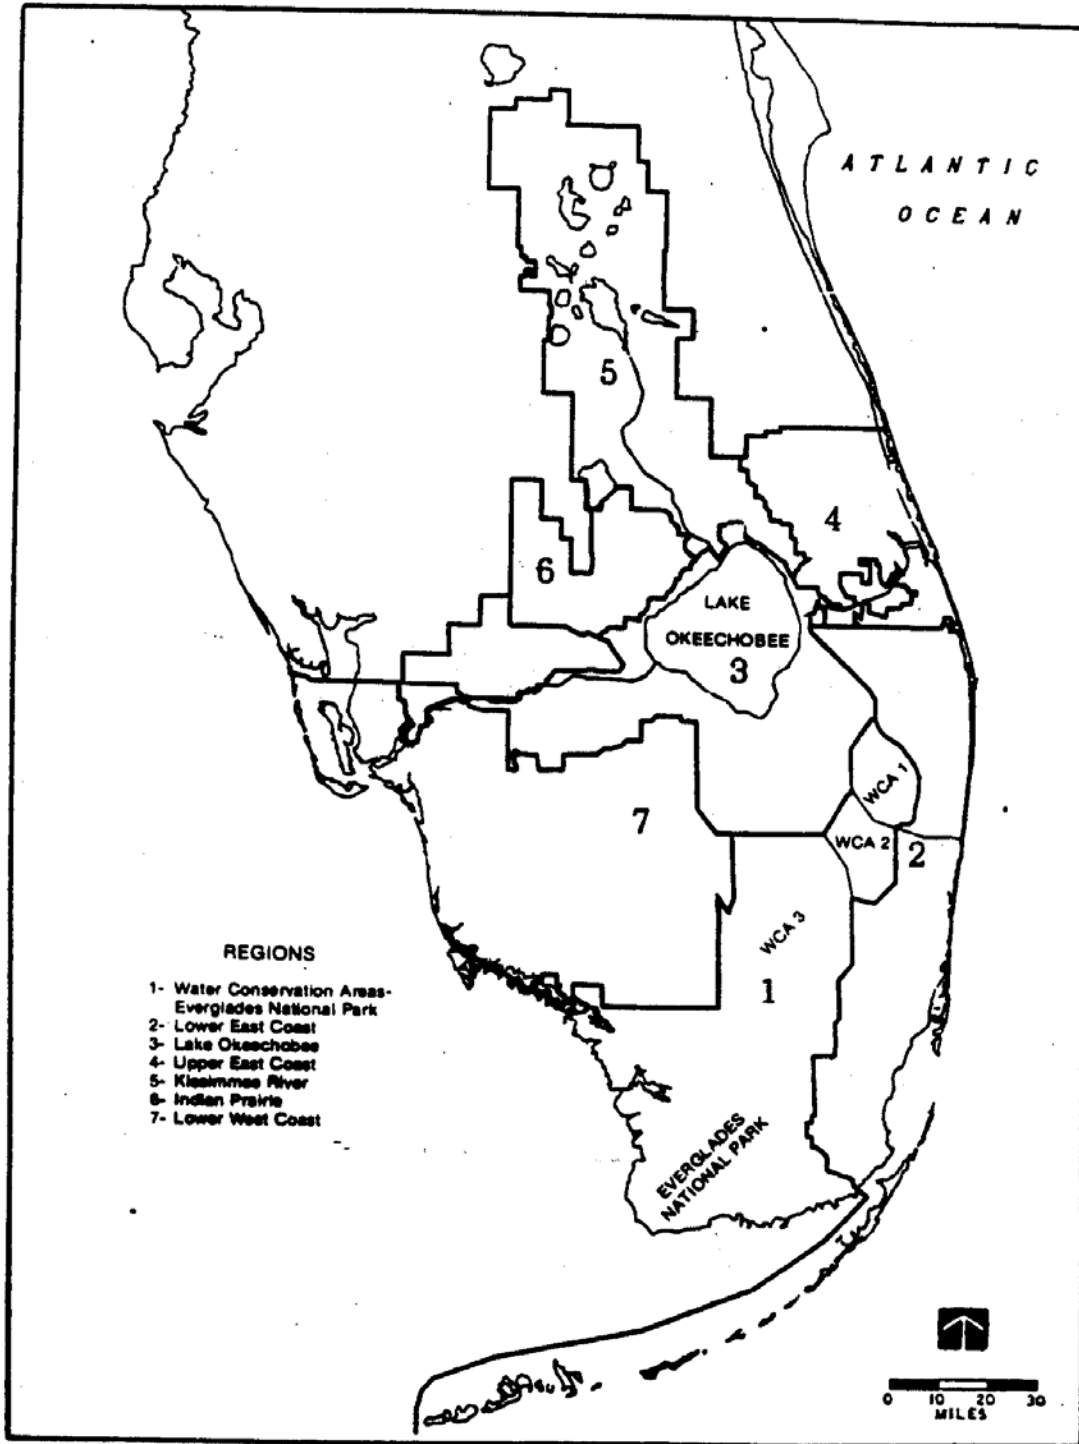 ATLANTIC
OCEAN
5
4
6
LAKE
OKEECHOBEE
3
7
WCA 1
WCA 2
2
WCA 3
1
REGIONS
1- Water Conservation Areas-
Everglades National Park
2- Lower East Coast
3- Lake Okeechobee
4- Upper East Coast
5- Kissimmee River
6- Indian Prairie
7- Lower West Coast
EVERGLADES
NATIONAL PARK
0 10 20 30
MILES